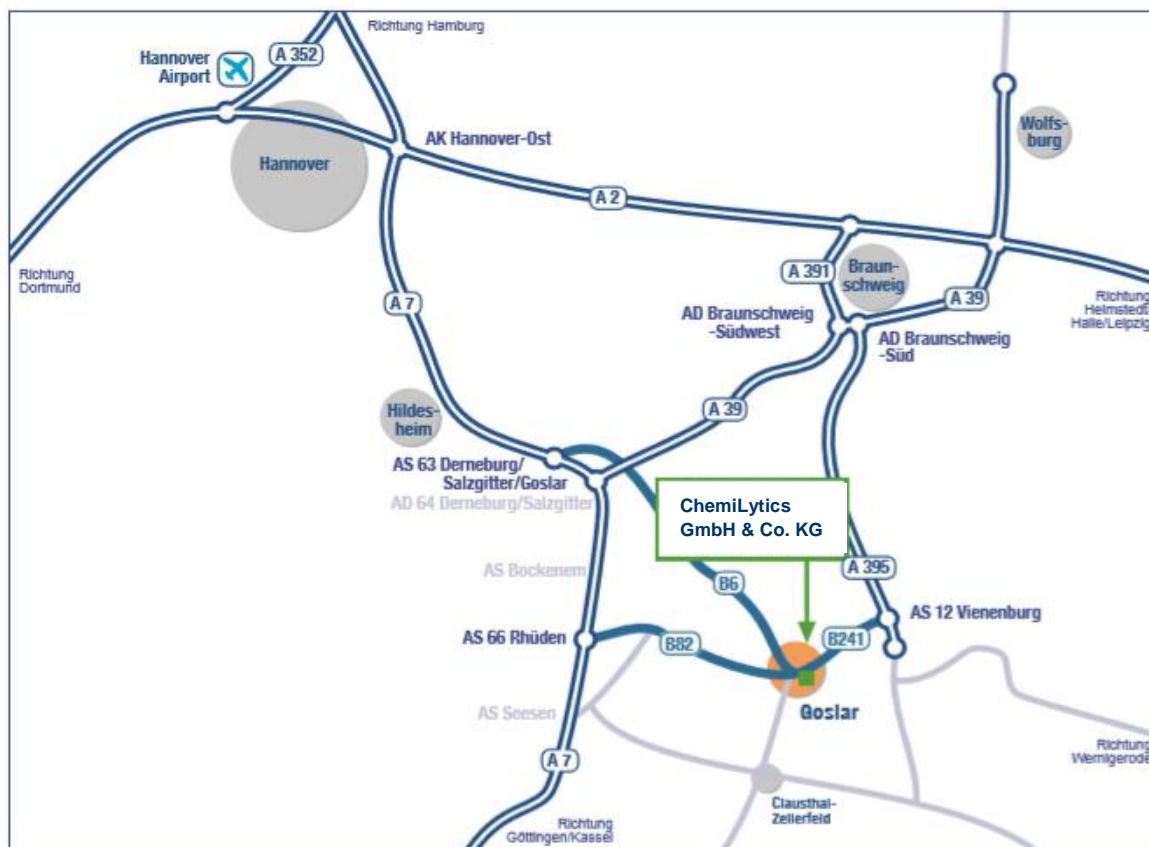 Richtung Hamburg
A 352
Hannover
Airport
AK Hannover-Ost
Wolfs-
burg
Hannover
A 2
Richtung
Dortmund
A 391
Braun-
schweig
A 7
A 39
Richtung
Helmstedt
Halle/Leipzig
AD Braunschweig
-Südwest
AD Braunschweig
-Süd
Hildes-
heim
A 39
AS 63 Derneburg/
Salzgitter/Goslar
AD 64 Derneburg/Salzgitter
ChemiLytics
GmbH & Co. KG
AS Bockenem
A 395
B6
AS 12 Vienenburg
AS 66 Rhüden
B82
B241
AS Seesen
Goslar
A 7
Richtung
Wernigerode
Clausthal-
Zellerfeld
Richtung
Göttingen/Kassel